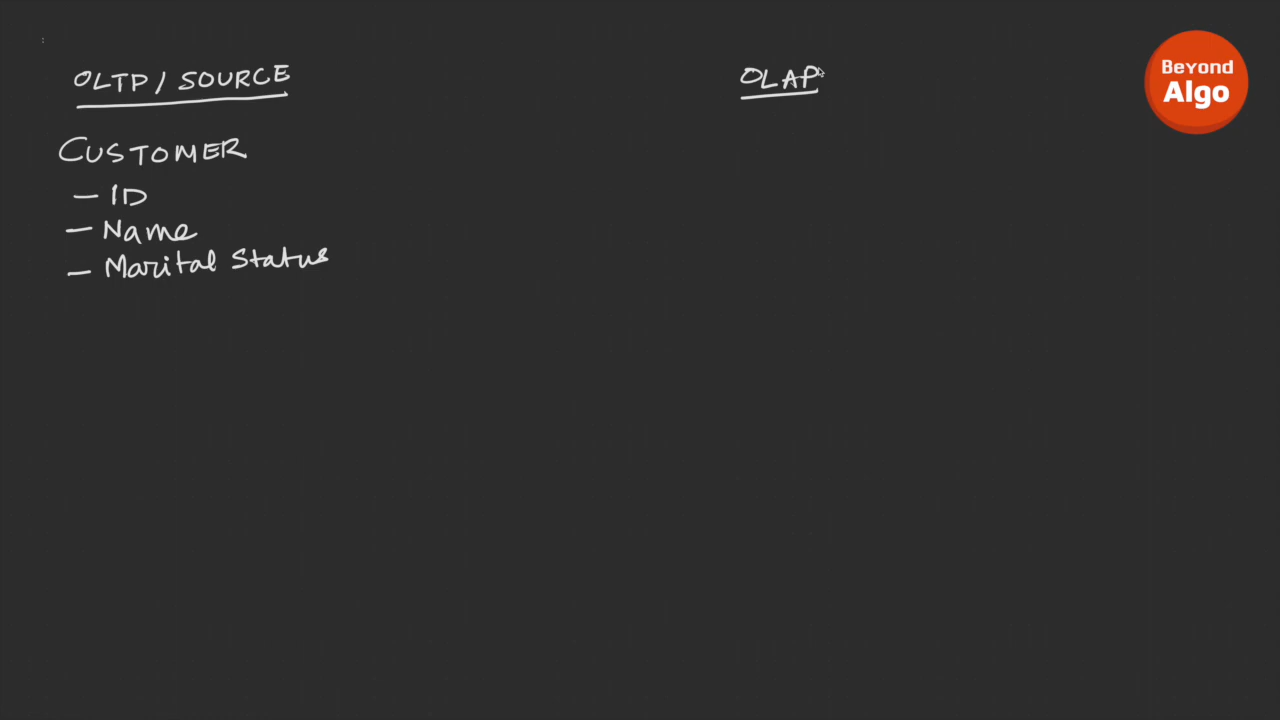 OLTP / SOURCE
OLAP
Beyond
Algo
CUSTOMER
- ID
- Name
- Marital Status